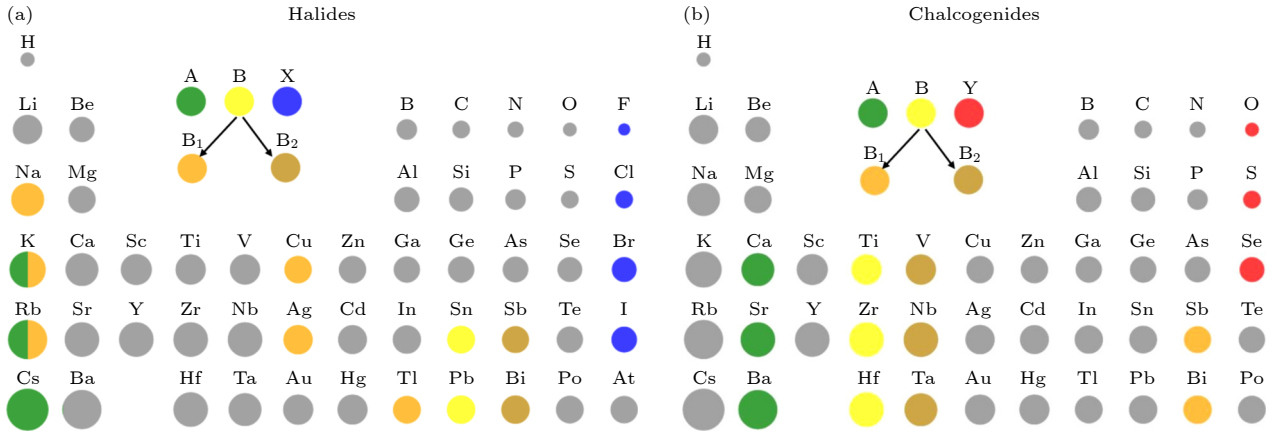 (a) Halides
H
A B X
Li Be B C N O F
B1 B2
Na Mg Al Si P S Cl
K Ca Sc Ti V Cu Zn Ga Ge As Se Br
Rb Sr Y Zr Nb Ag Cd In Sn Sb Te I
Cs Ba Hf Ta Au Hg Tl Pb Bi Po At
(b) Chalcogenides
H
A B Y
Li Be B C N O
B1 B2
Na Mg Al Si P S
K Ca Sc Ti V Cu Zn Ga Ge As Se
Rb Sr Y Zr Nb Ag Cd In Sn Sb Te
Cs Ba Hf Ta Au Hg Tl Pb Bi Po